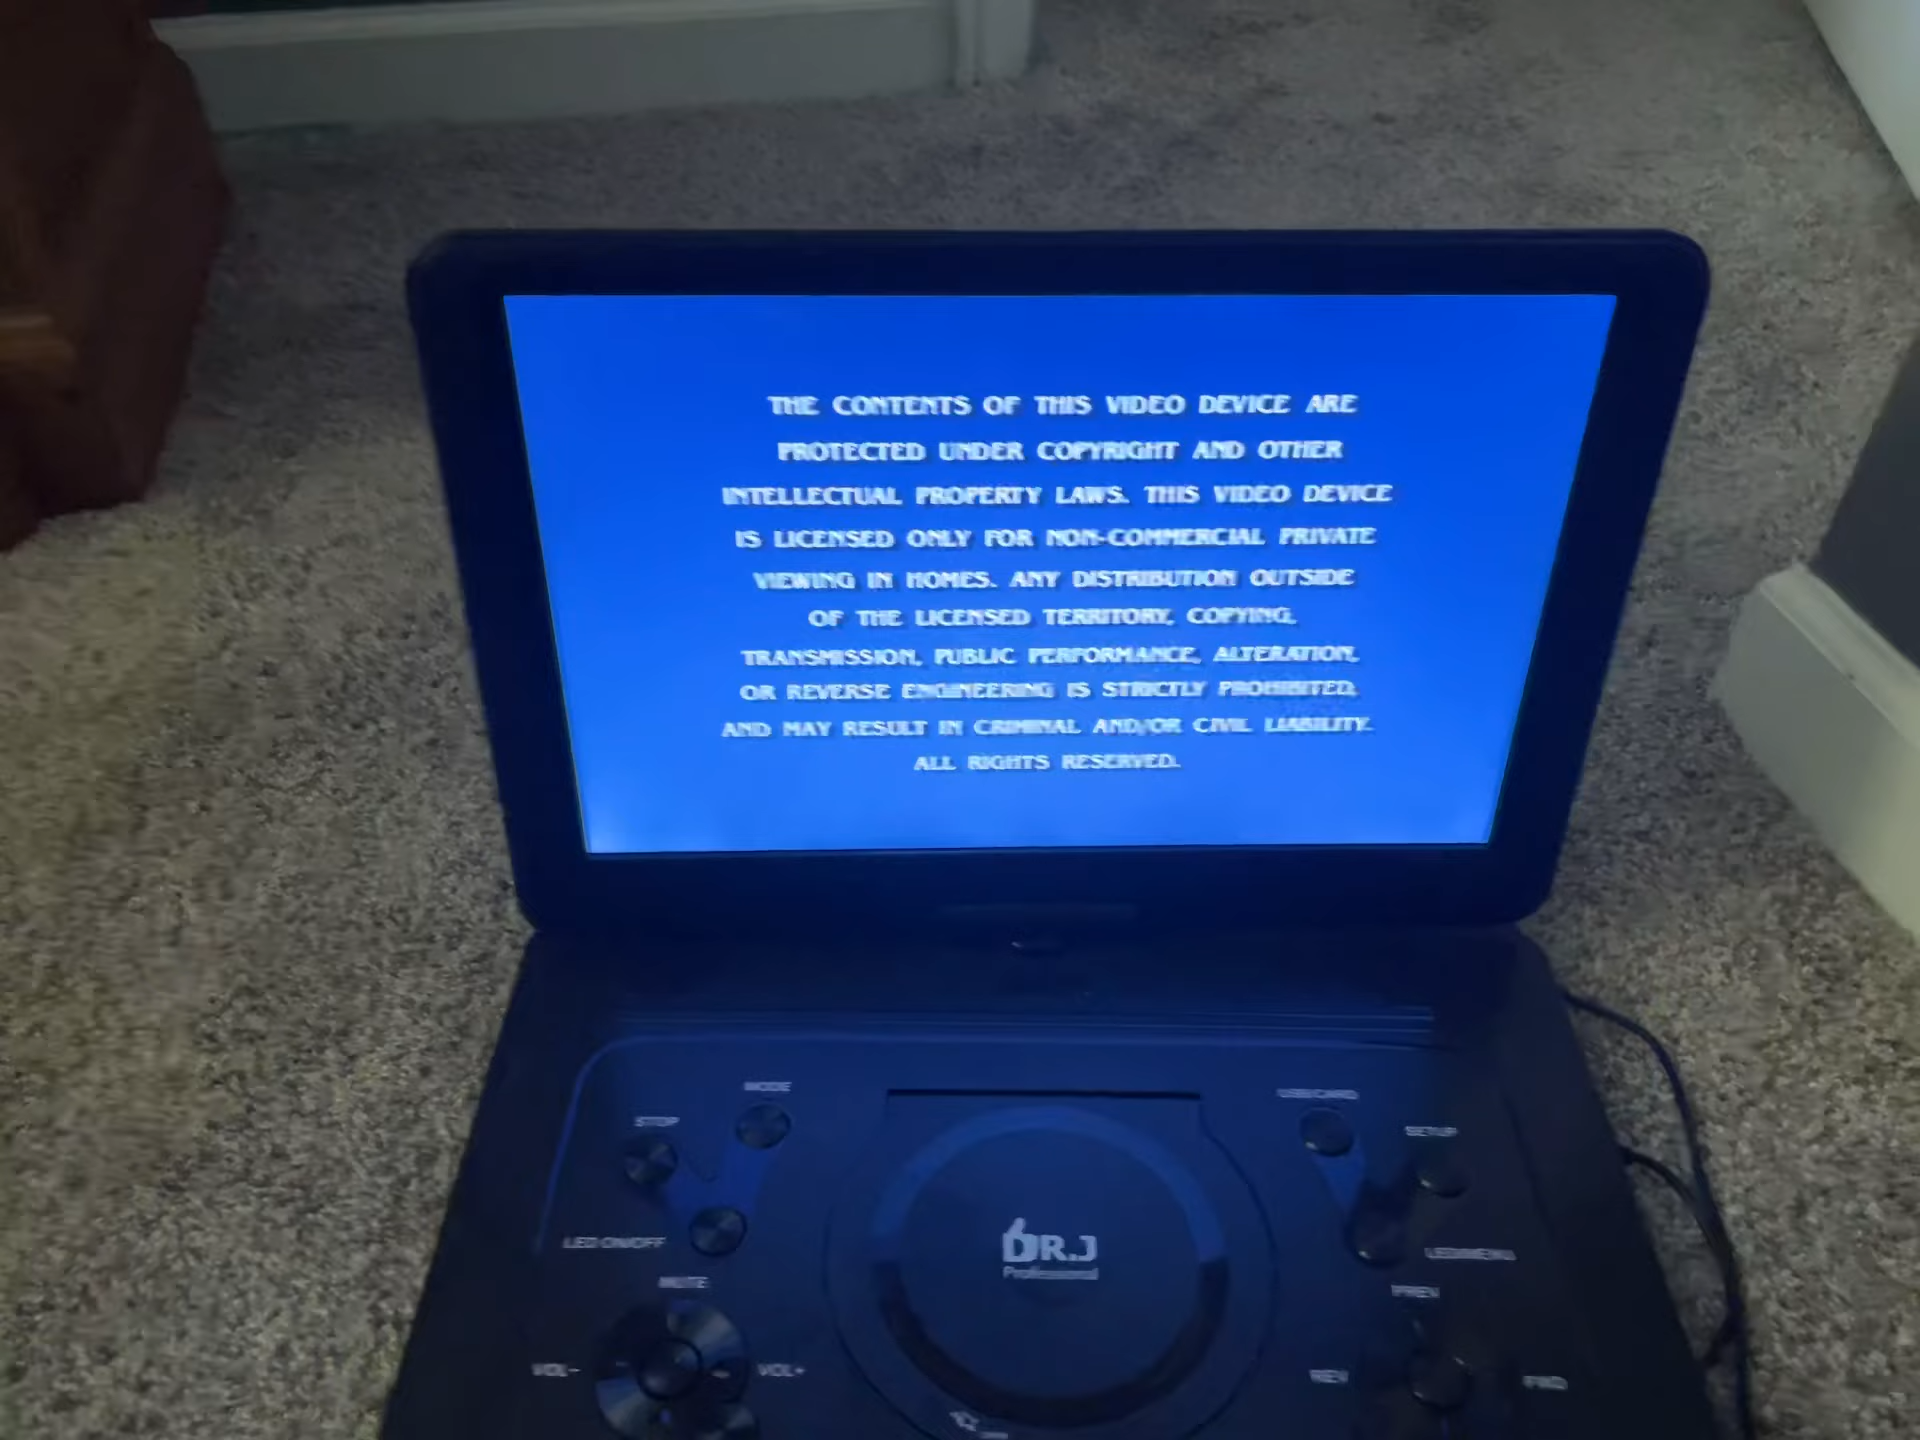 THE CONTENTS OF THIS VIDEO DEVICE ARE
PROTECTED UNDER COPYRIGHT AND OTHER
INTELLECTUAL PROPERTY LAWS. THIS VIDEO DEVICE
IS LICENSED ONLY FOR NON-COMMERCIAL PRIVATE
VIEWING IN HOMES. ANY DISTRIBUTION OUTSIDE
OF THE LICENSED TERRITORY, COPYING,
TRANSMISSION, PUBLIC PERFORMANCE, ALTERATION,
OR REVERSE ENGINEERING IS STRICTLY PROHIBITED,
AND MAY RESULT IN CRIMINAL AND/OR CIVIL LIABILITY.
ALL RIGHTS RESERVED.
MODE
USB/CARD
STOP
SETUP
LED ON/OFF
DR.J
Professional
MUTE
PREV
VOL-
VOL+
REV
FWD